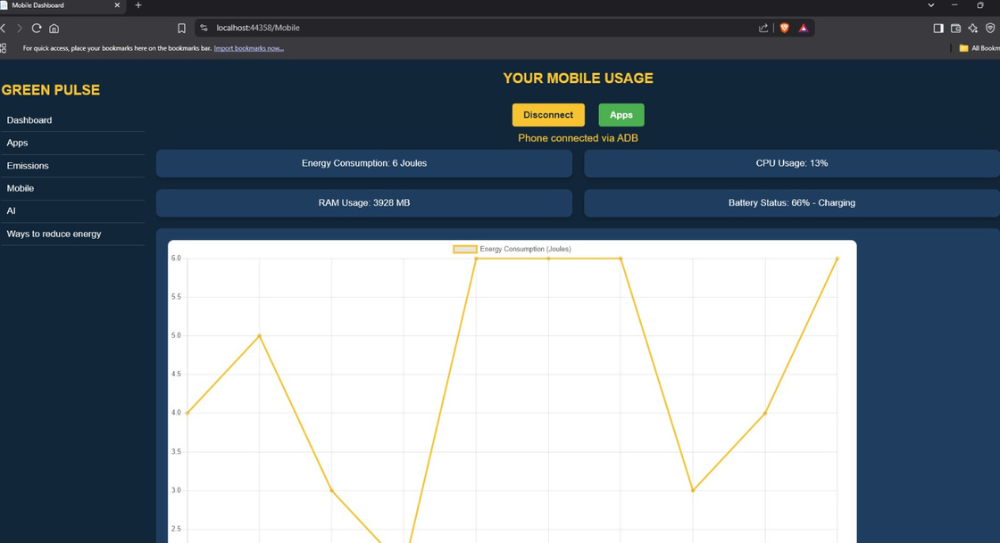 Mobile Dashboard
localhost:44358/Mobile
For quick access, place your bookmarks here on the bookmarks bar. Import bookmarks now...
All Bookm
GREEN PULSE
Dashboard
Apps
Emissions
Mobile
AI
Ways to reduce energy
YOUR MOBILE USAGE
Disconnect Apps
Phone connected via ADB
Energy Consumption: 6 Joules
CPU Usage: 13%
RAM Usage: 3928 MB
Battery Status: 66% - Charging
Energy Consumption (Joules)
6.0
5.5
5.0
4.5
4.0
3.5
3.0
2.5